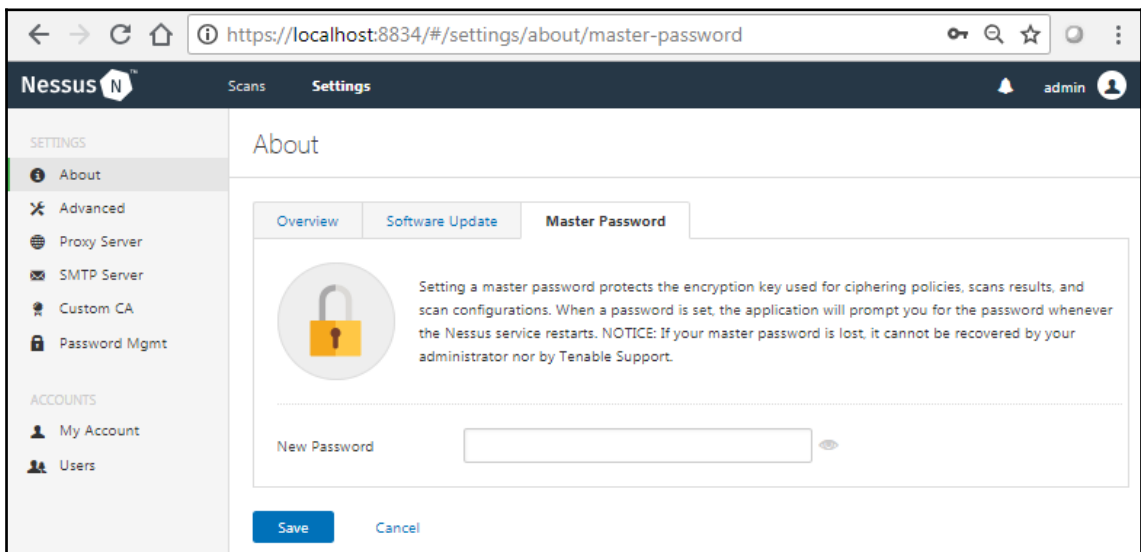 https://localhost:8834/#/settings/about/master-password
Nessus N ™ Scans Settings admin
SETTINGS
About
Advanced
Proxy Server
SMTP Server
Custom CA
Password Mgmt
ACCOUNTS
My Account
Users
About
Overview Software Update Master Password
Setting a master password protects the encryption key used for ciphering policies, scans results, and
scan configurations. When a password is set, the application will prompt you for the password whenever
the Nessus service restarts. NOTICE: If your master password is lost, it cannot be recovered by your
administrator nor by Tenable Support.
New Password
Save Cancel